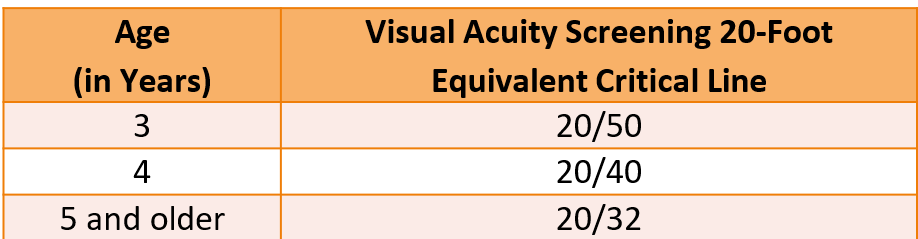 Age
(in Years)
Visual Acuity Screening 20-Foot
Equivalent Critical Line
3 20/50
4 20/40
5 and older 20/32